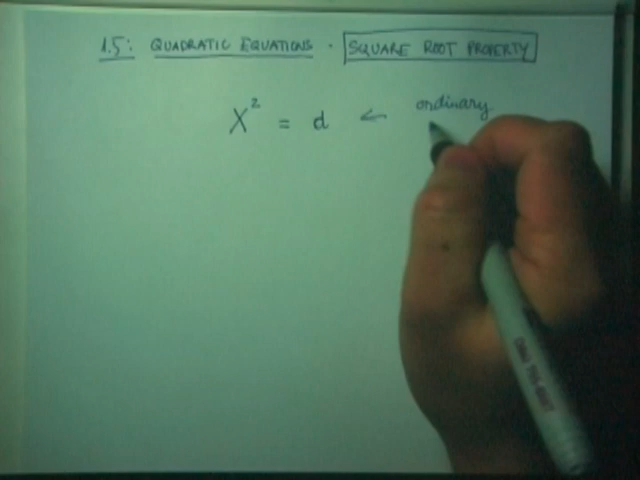 1.5: QUADRATIC EQUATIONS · SQUARE ROOT PROPERTY
X² = d ← ordinary